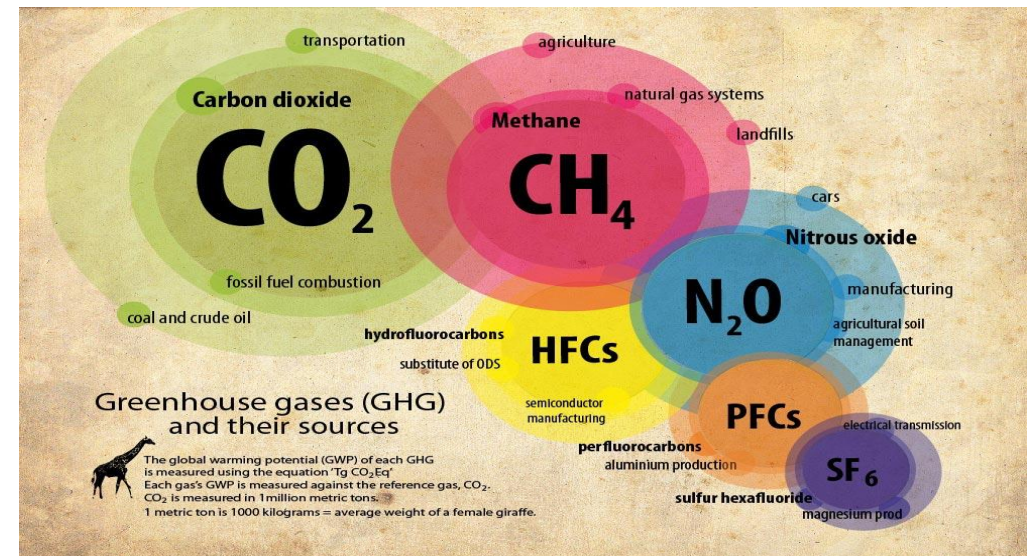 transportation
Carbon dioxide
CO₂
fossil fuel combustion
coal and crude oil
agriculture
natural gas systems
Methane
landfills
CH₄
cars
Nitrous oxide
N₂O
manufacturing
agricultural soil
management
hydrofluorocarbons
HFCs
substitute of ODS
semiconductor
manufacturing
PFCs
perfluorocarbons
aluminium production
electrical transmission
SF₆
sulfur hexafluoride
magnesium prod
Greenhouse gases (GHG)
and their sources
The global warming potential (GWP) of each GHG
is measured using the equation 'Tg CO₂Eq'
Each gas's GWP is measured against the reference gas, CO₂.
CO₂ is measured in 1million metric tons.
1 metric ton is 1000 kilograms = average weight of a female giraffe.